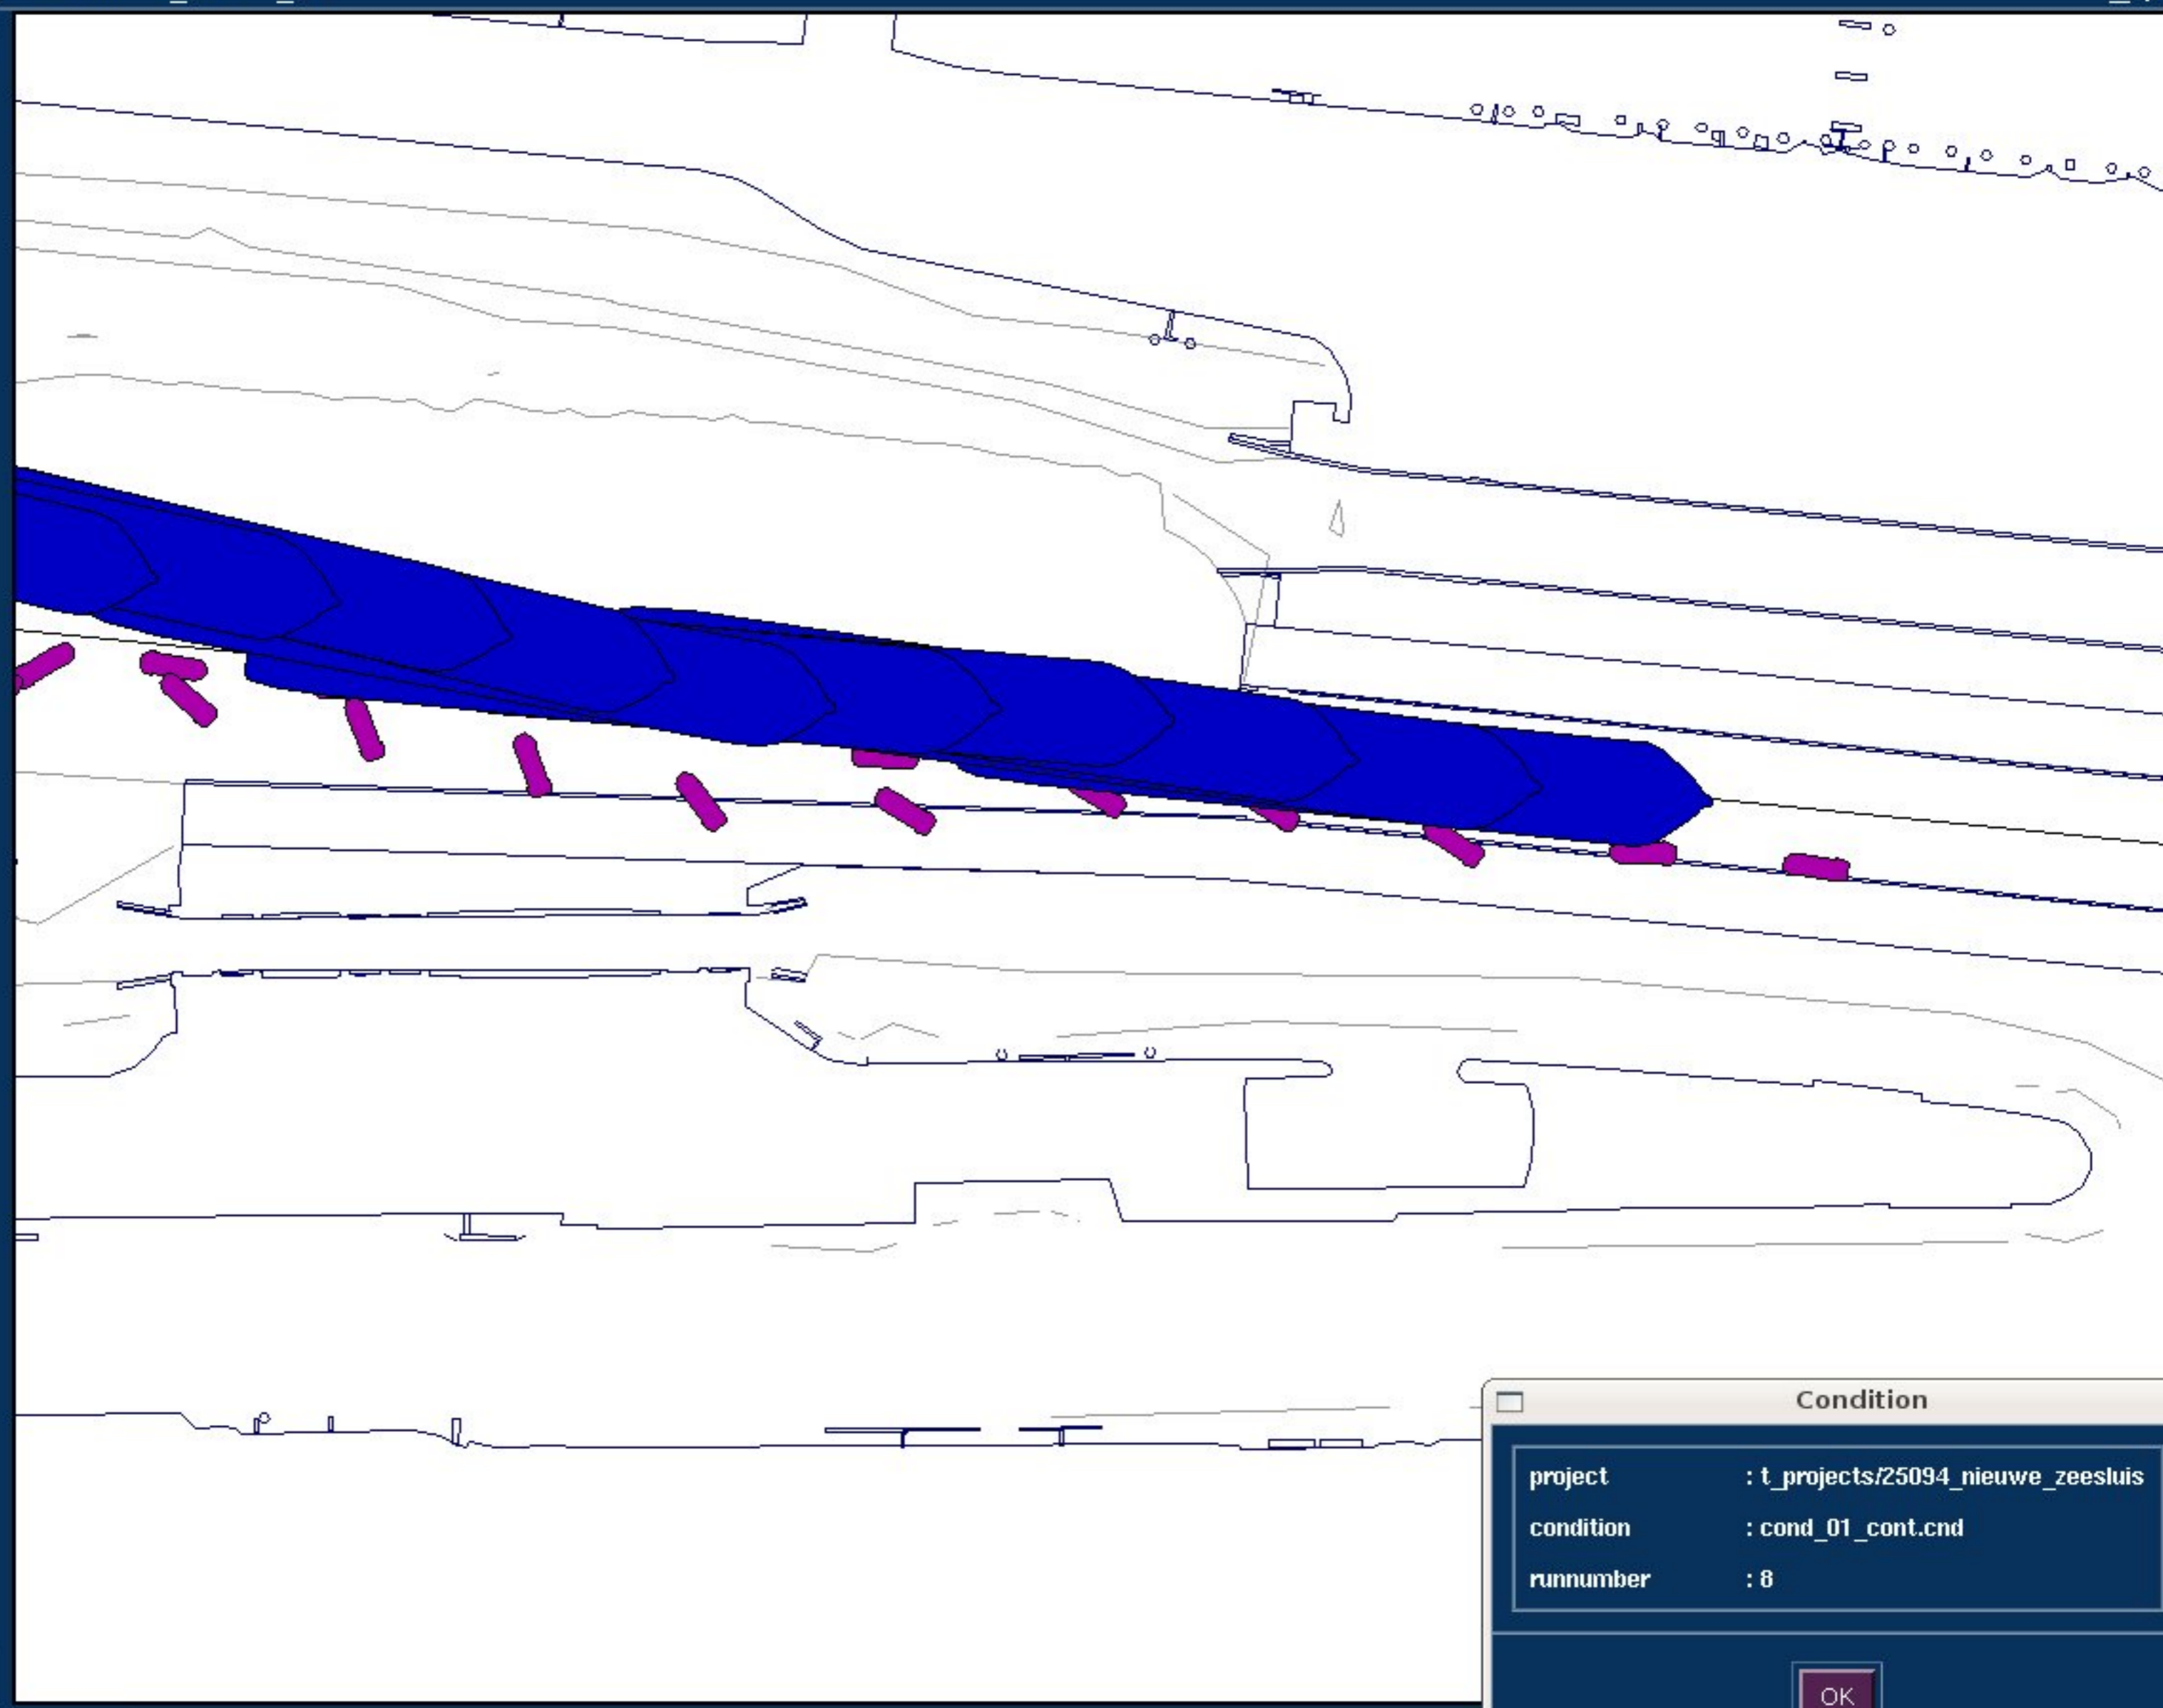 Condition
project : t_projects/25094_nieuwe_zeesluis
condition : cond_01_cont.cnd
runnumber : 8
OK